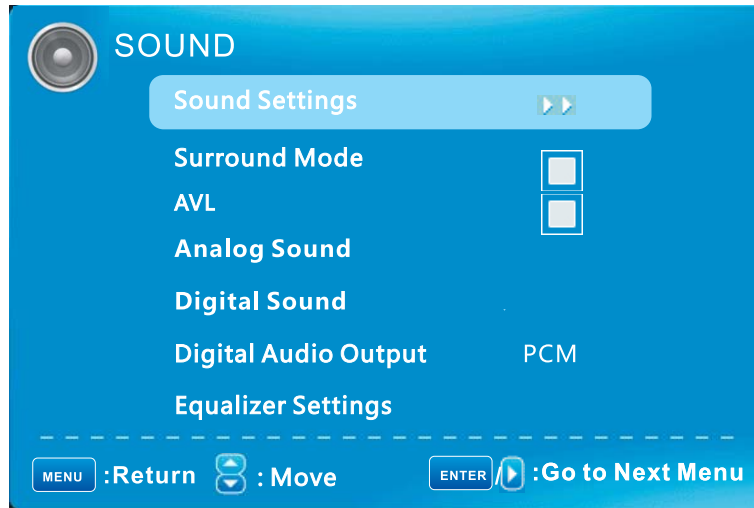 SOUND
Sound Settings
Surround Mode
AVL
Analog Sound
Digital Sound
Digital Audio Output PCM
Equalizer Settings
MENU :Return : Move ENTER / :Go to Next Menu